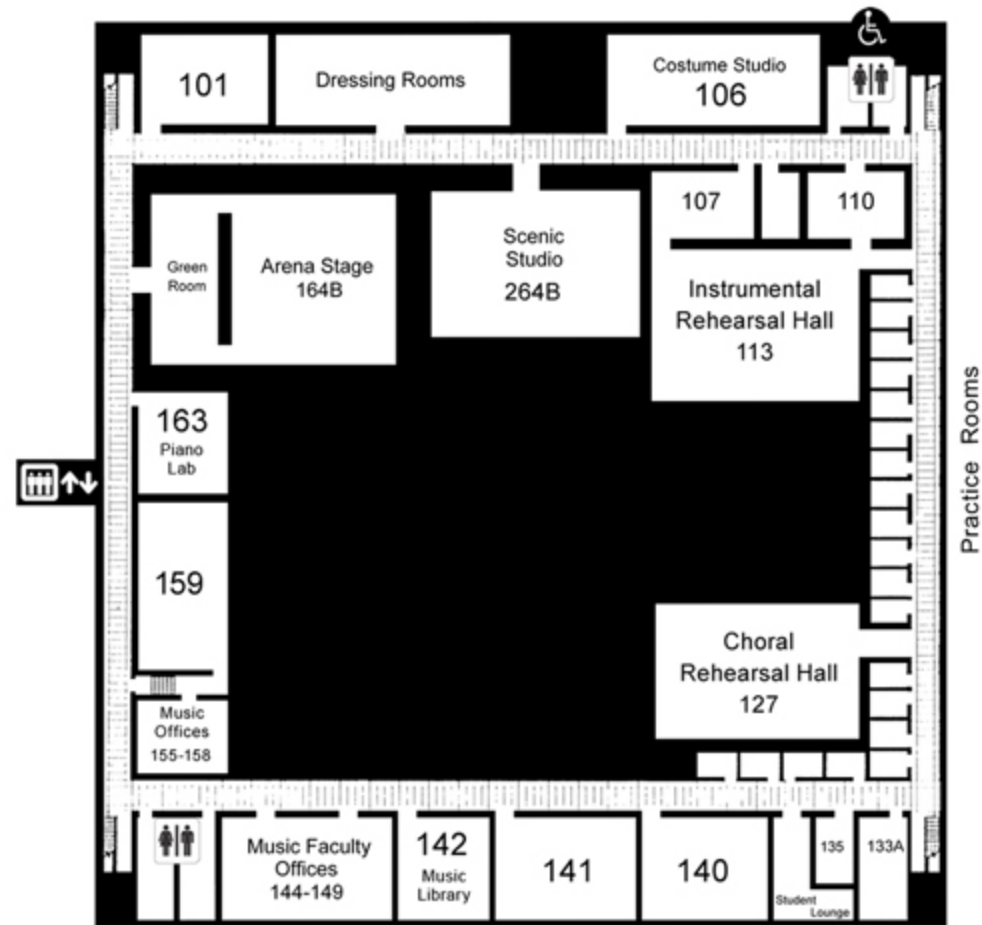 101
Dressing Rooms
Costume Studio
106
107
110
Green
Room
Arena Stage
164B
Scenic
Studio
264B
Instrumental
Rehearsal Hall
113
163
Piano
Lab
Practice Rooms
159
Choral
Rehearsal Hall
127
Music
Offices
155-158
Music Faculty
Offices
144-149
142
Music
Library
141
140
135
133A
Student
Lounge